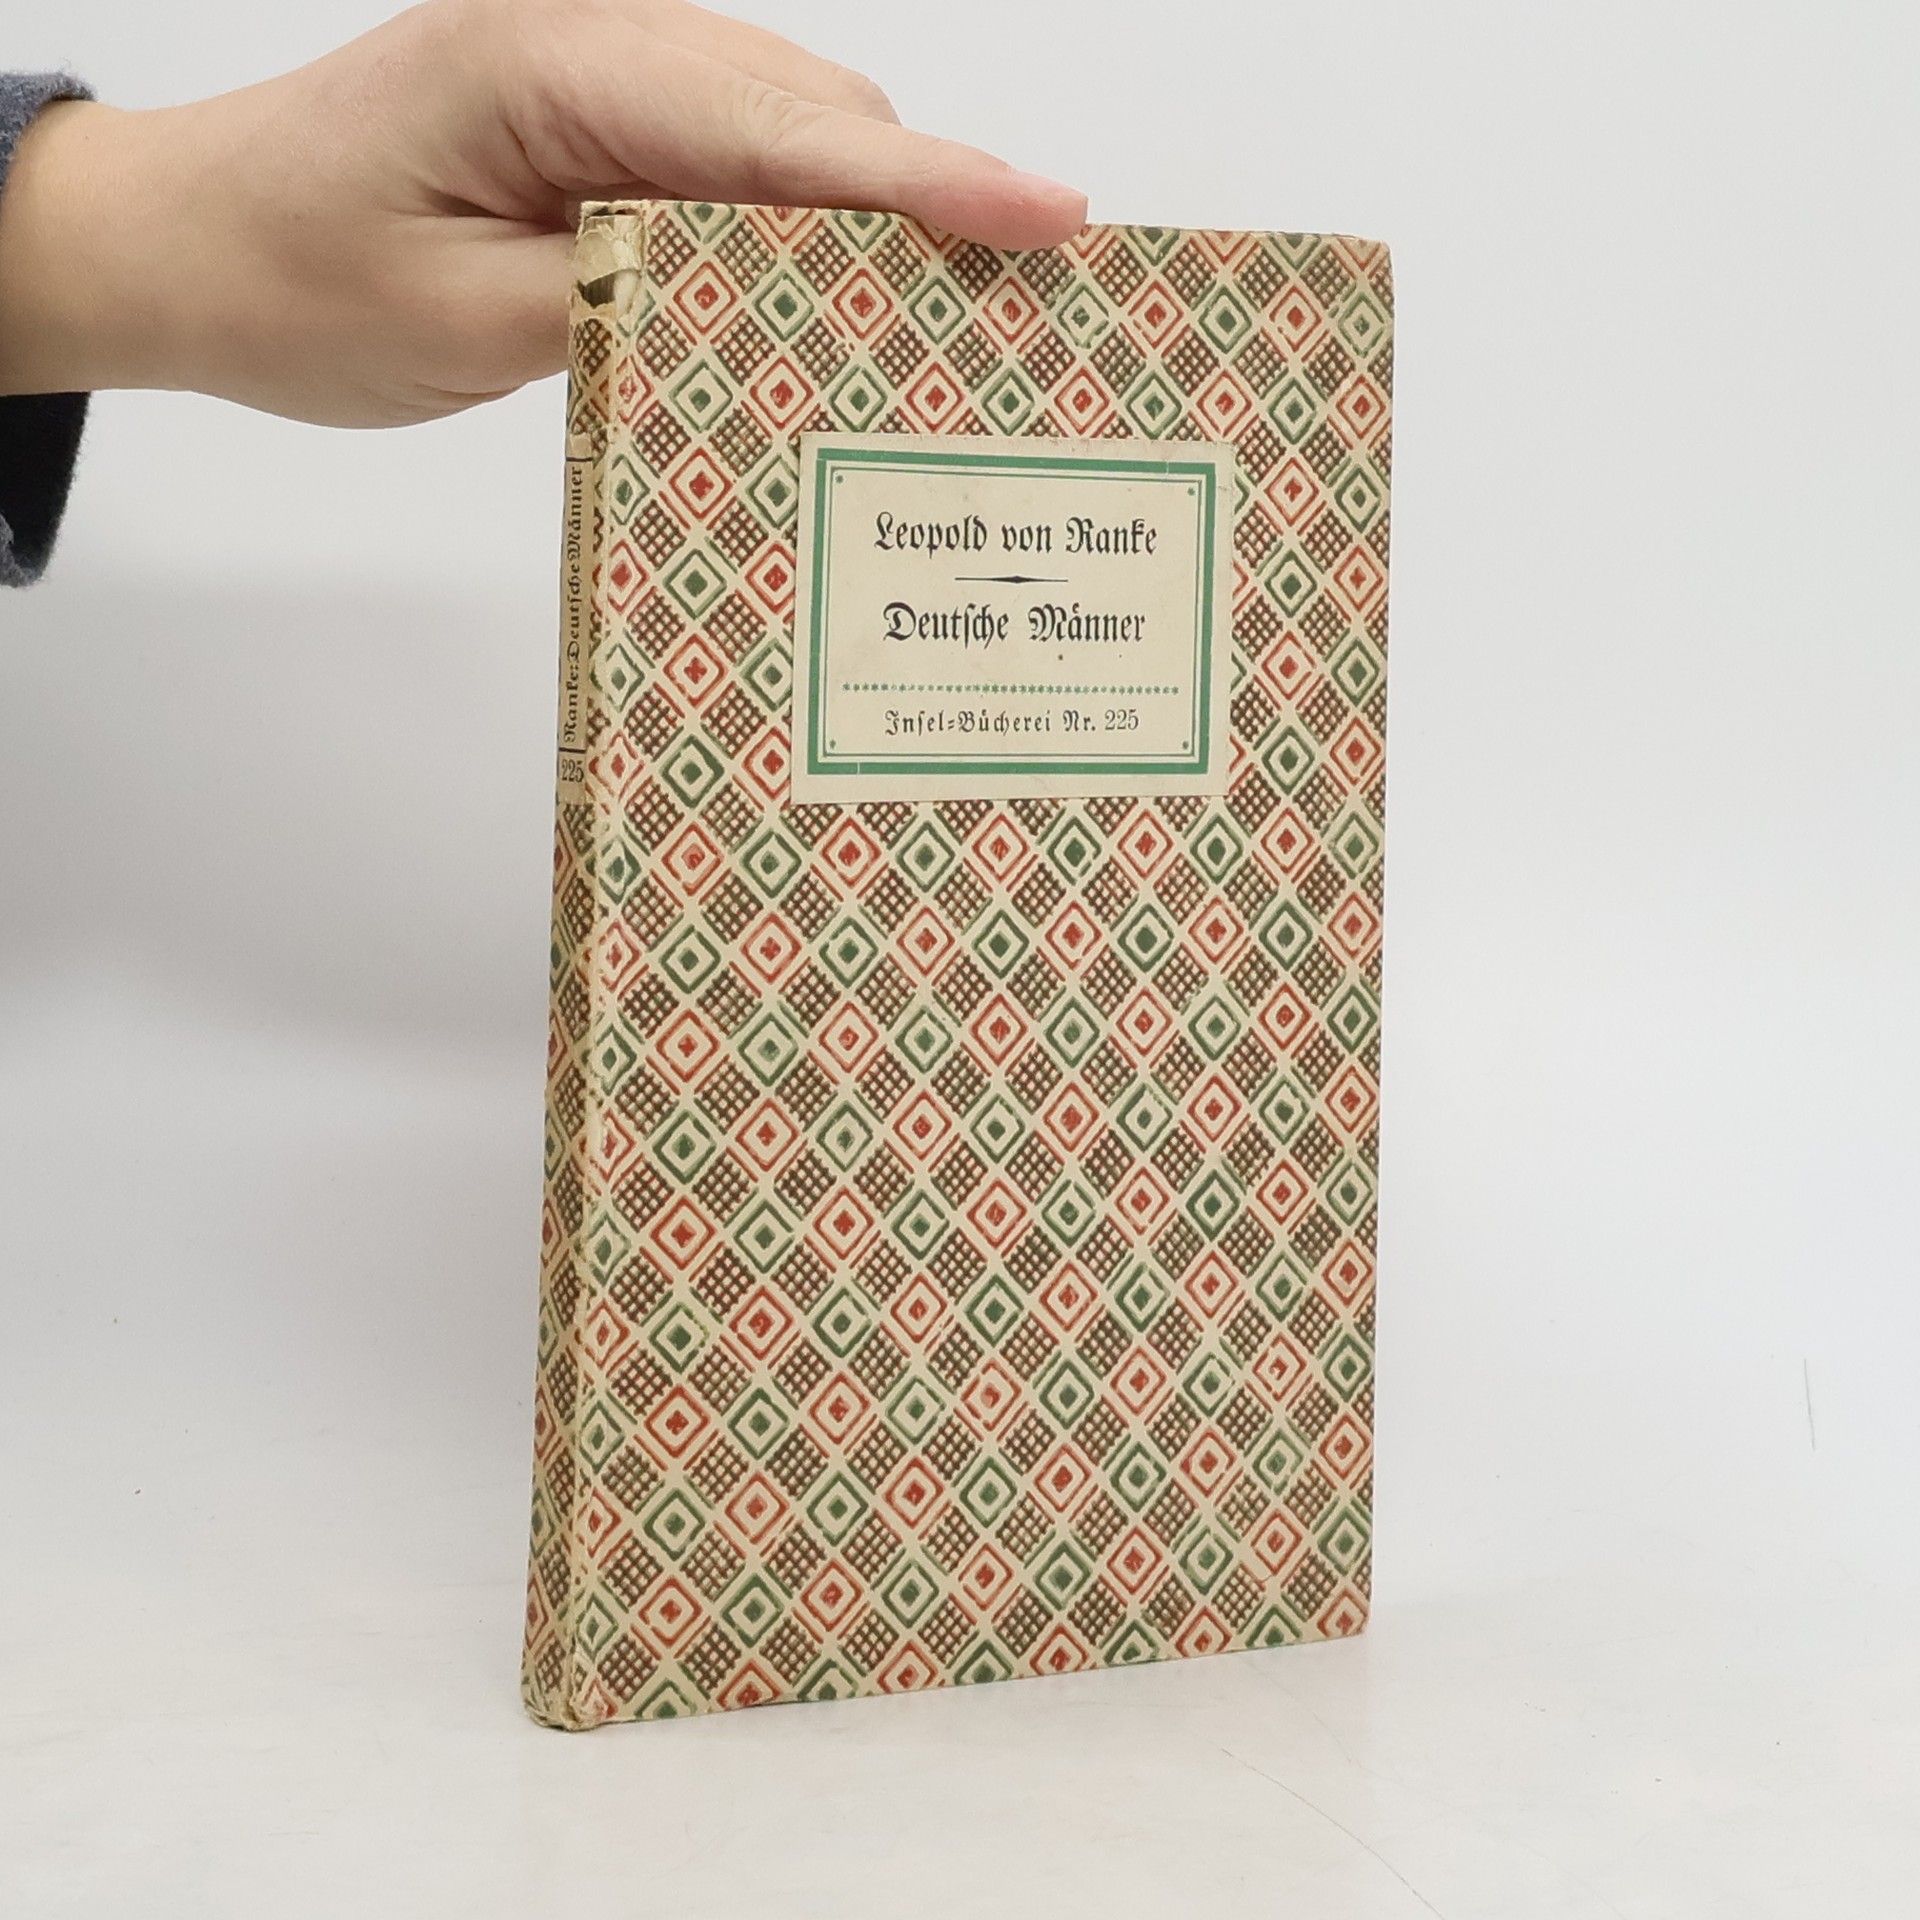 Leopold von Ranke
Deutsche Männer
Insel-Bücherei Nr. 225
Ranke: Deutsche Männer
225